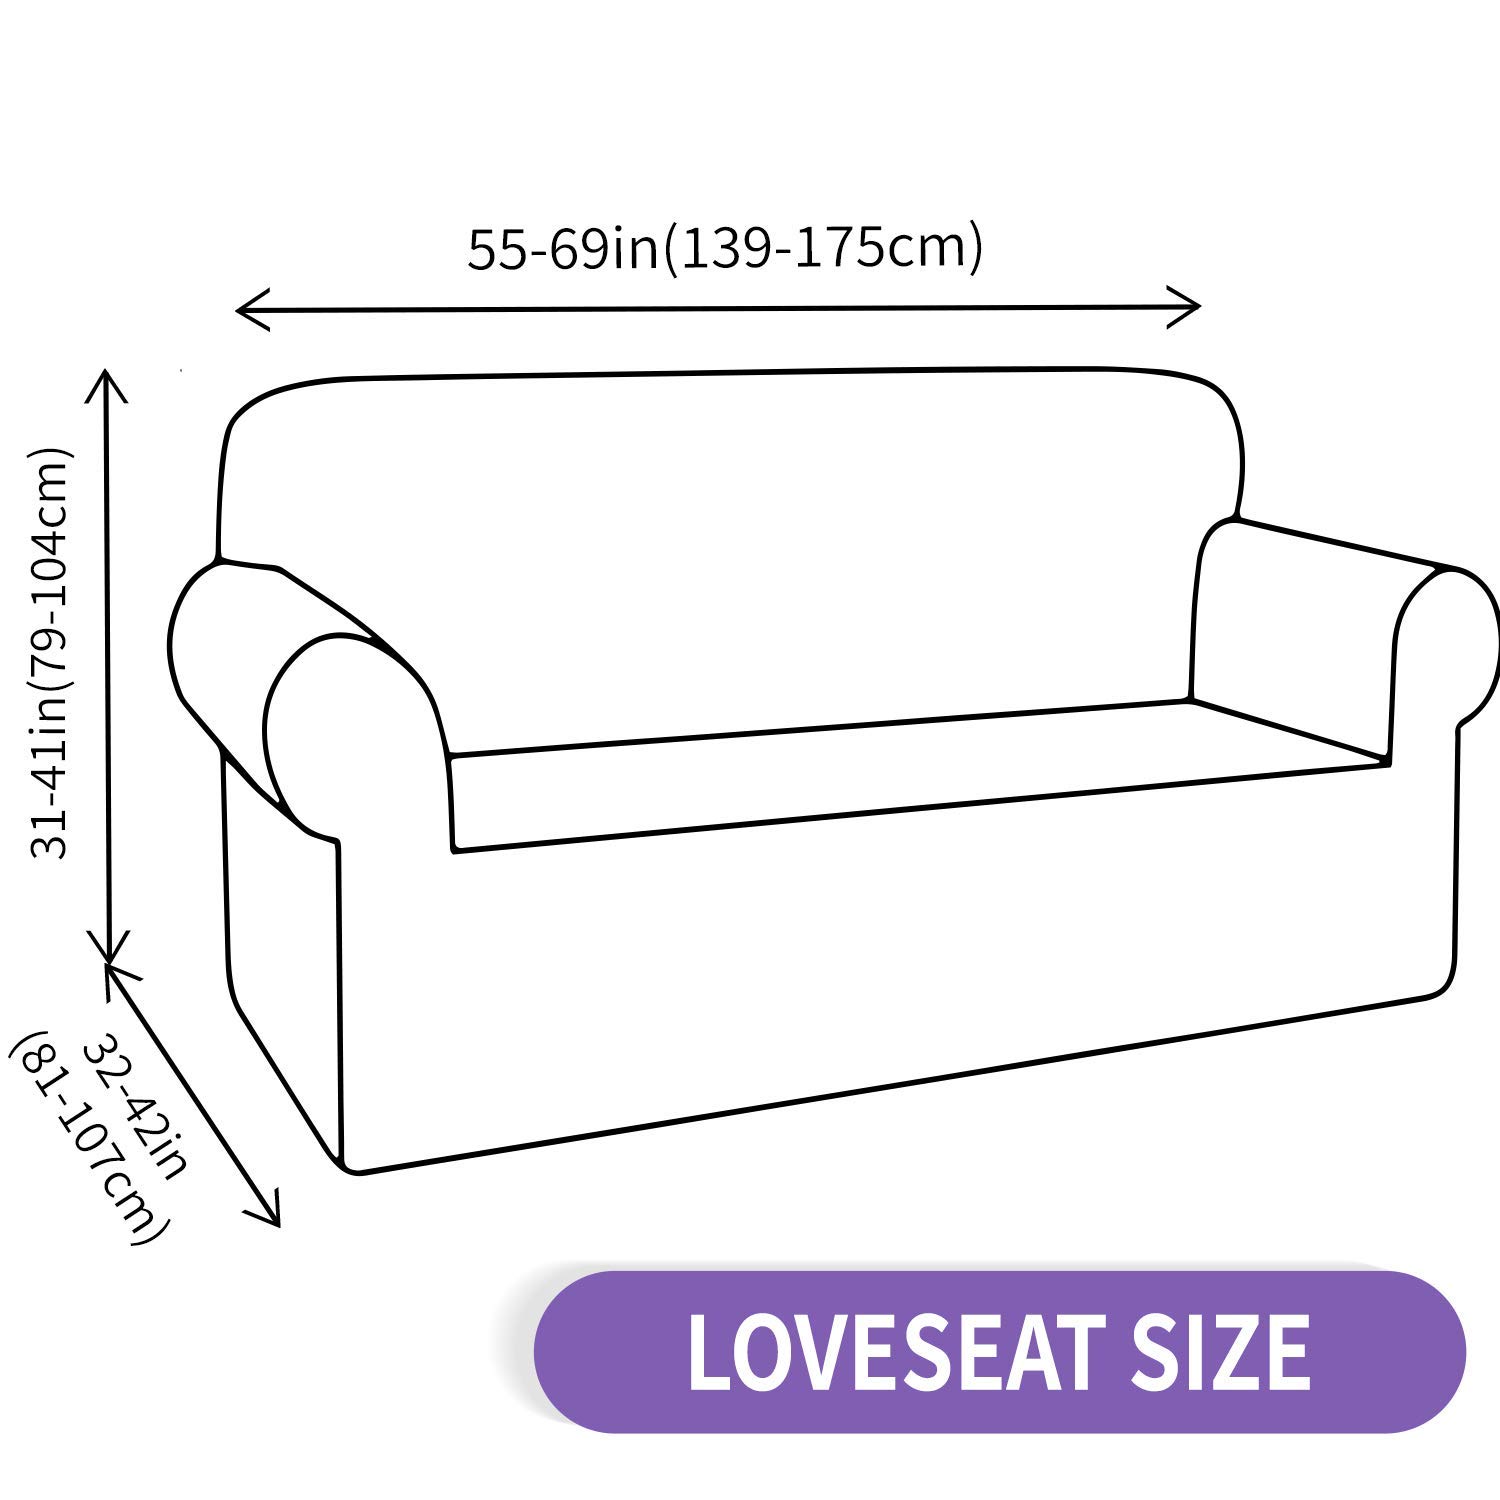 55-69in(139-175cm)
31-41in(79-104cm)
32-42in
(81-107cm)
LOVESEAT SIZE